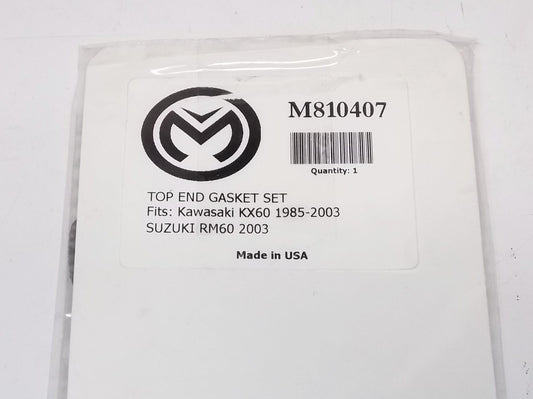 M810407
Quantity: 1
TOP END GASKET SET
Fits: Kawasaki KX60 1985-2003
SUZUKI RM60 2003
Made in USA